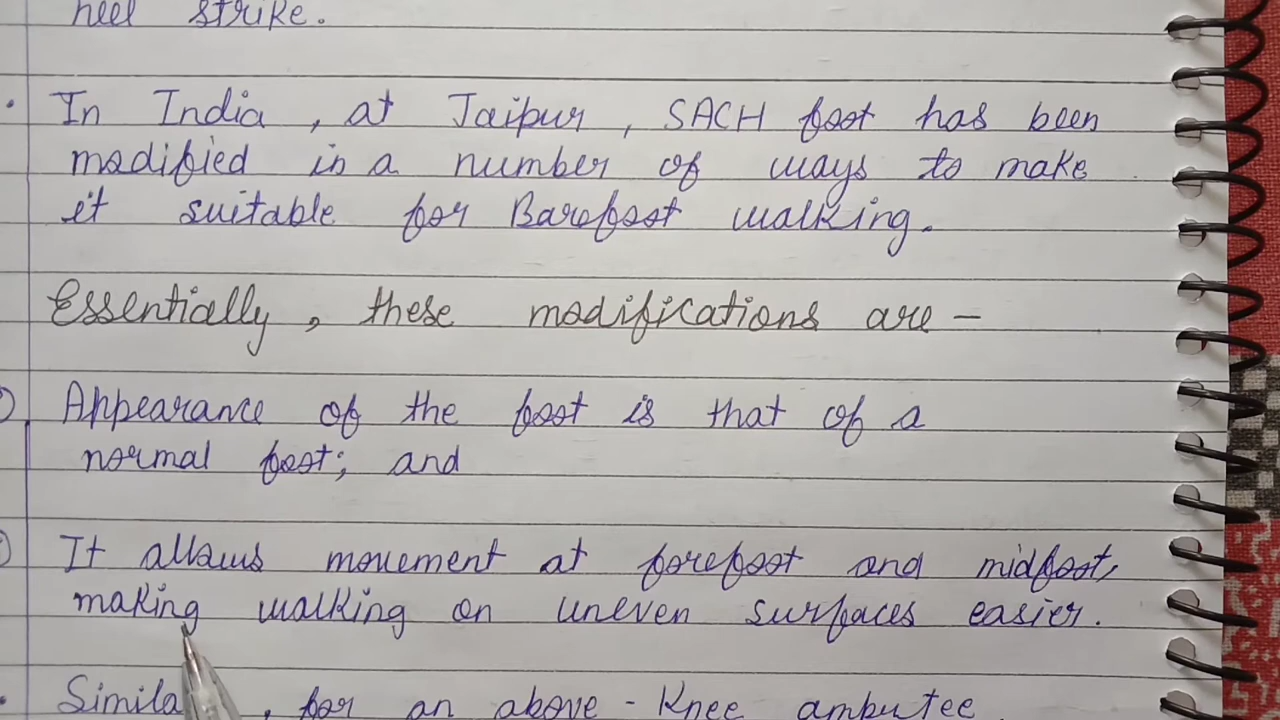 heel strike.
• In India, at Jaipur, SACH foot has been
modified in a number of ways to make
it suitable for Barefoot walking.
Essentially, these modifications are -
Appearance of the foot is that of a
normal foot; and
It allows movement at forefoot and midfoot,
making walking on uneven surfaces easier.
• , for an above-knee amputee